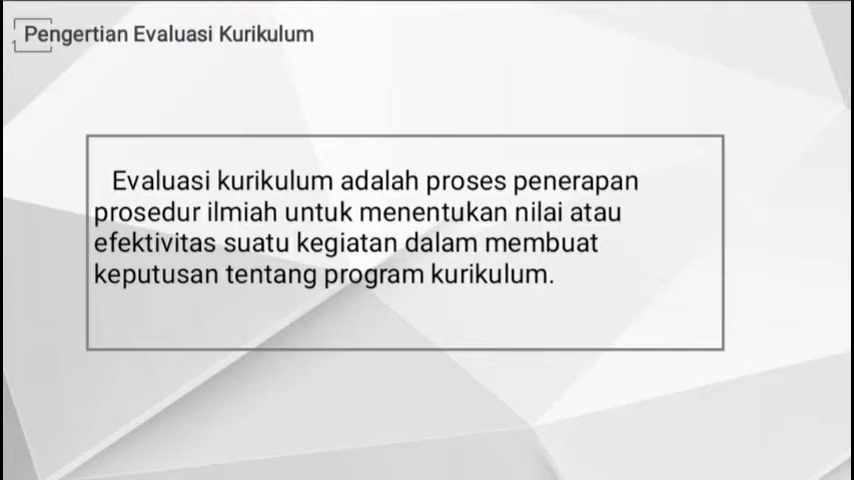 Pengertian Evaluasi Kurikulum
Evaluasi kurikulum adalah proses penerapan
prosedur ilmiah untuk menentukan nilai atau
efektivitas suatu kegiatan dalam membuat
keputusan tentang program kurikulum.